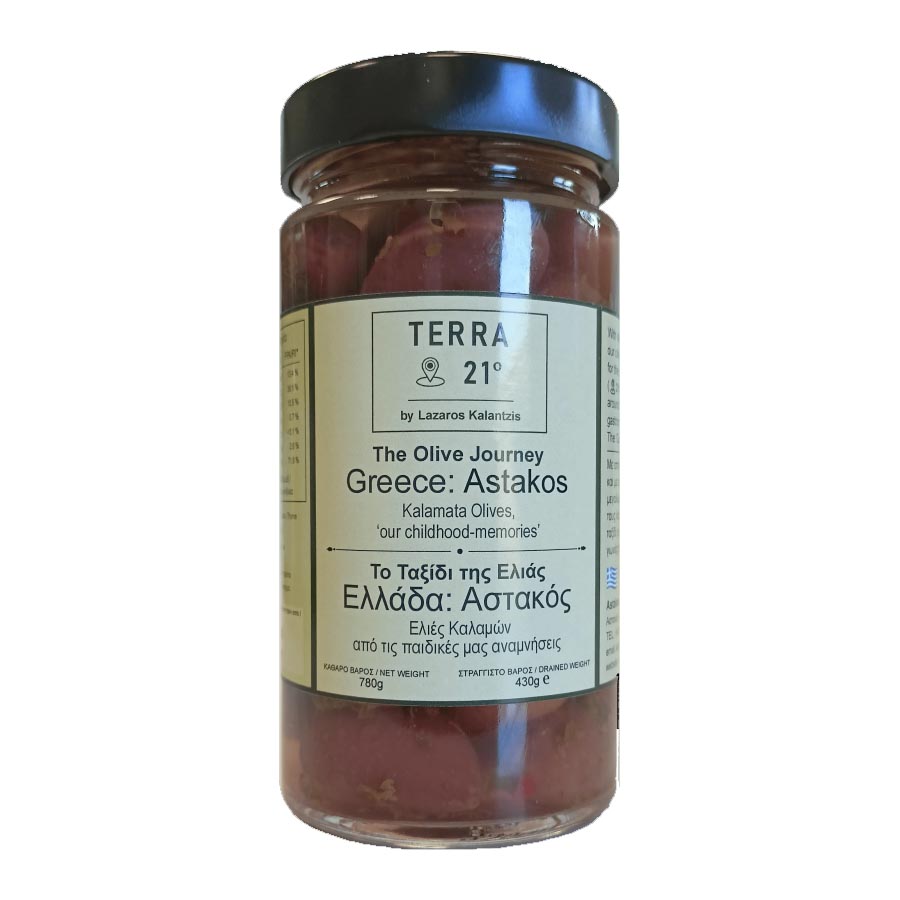 TERRA
21°
by Lazaros Kalantzis
The Olive Journey
Greece: Astakos
Kalamata Olives,
‘our childhood-memories’
Το Ταξίδι της Ελιάς
Ελλάδα: Αστακός
Ελιές Καλαμών
από τις παιδικές μας αναμνήσεις
ΚΑΘΑΡΟ ΒΑΡΟΣ / NET WEIGHT
780g
ΣΤΡΑΓΓΙΣΤΟ ΒΑΡΟΣ / DRAINED WEIGHT
430g ℮